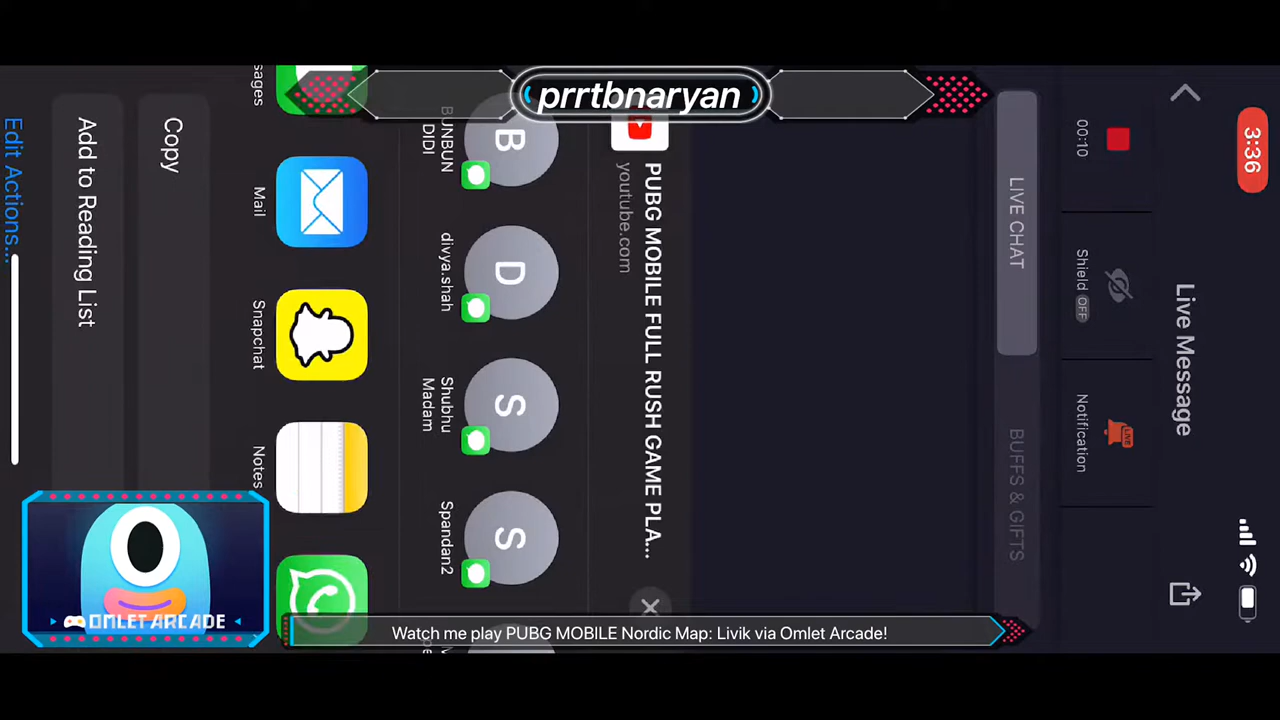 prrtbnaryan
3:36
Live Message
00:10
Shield OFF
Notification
LIVE
LIVE CHAT
BUFFS & GIFTS
PUBG MOBILE FULL RUSH GAME PLA...
youtube.com
B
BUNBUN
DIDI
D
divya.shah
S
Shubhu
Madam
S
Spandan2
Mail
Snapchat
Notes
Copy
Add to Reading List
Edit Actions...
OMLET ARCADE
Watch me play PUBG MOBILE Nordic Map: Livik via Omlet Arcade!